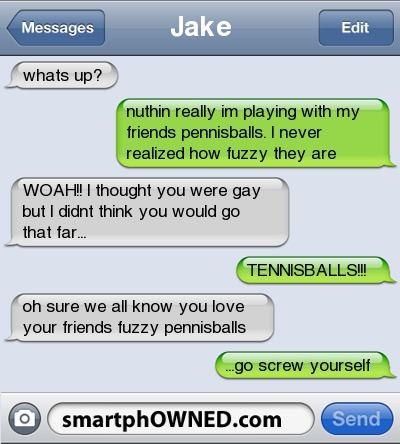 Messages
Jake
Edit
whats up?
nuthin really im playing with my
friends pennisballs. I never
realized how fuzzy they are
WOAH!! I thought you were gay
but I didnt think you would go
that far...
TENNISBALLS!!!
oh sure we all know you love
your friends fuzzy pennisballs
...go screw yourself
smartphOWNED.com
Send